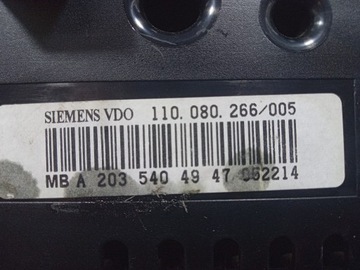 SIEMENS VDO 110.080.266/005
MB A 203 540 49 47 052214